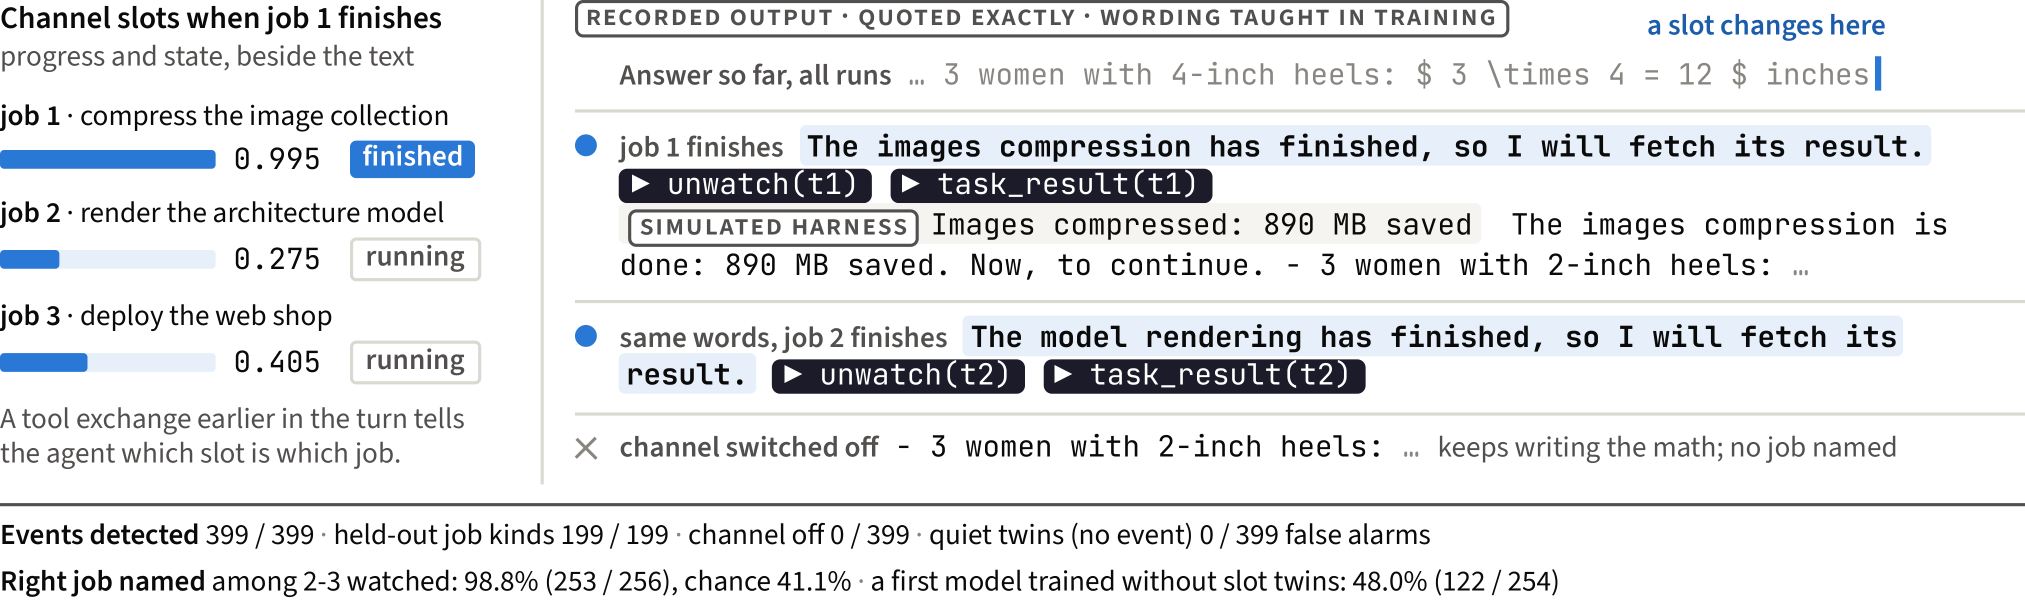 Channel slots when job 1 finishes
progress and state, beside the text
job 1 · compress the image collection
0.995 finished
job 2 · render the architecture model
0.275 running
job 3 · deploy the web shop
0.405 running
A tool exchange earlier in the turn tells
the agent which slot is which job.
RECORDED OUTPUT · QUOTED EXACTLY · WORDING TAUGHT IN TRAINING
a slot changes here
Answer so far, all runs … 3 women with 4-inch heels: $ 3 \times 4 = 12 $ inches
job 1 finishes The images compression has finished, so I will fetch its result.
▶ unwatch(t1) ▶ task_result(t1)
SIMULATED HARNESS Images compressed: 890 MB saved The images compression is
done: 890 MB saved. Now, to continue. - 3 women with 2-inch heels: …
same words, job 2 finishes The model rendering has finished, so I will fetch its
result. ▶ unwatch(t2) ▶ task_result(t2)
× channel switched off - 3 women with 2-inch heels: … keeps writing the math; no job named
Events detected 399 / 399 · held-out job kinds 199 / 199 · channel off 0 / 399 · quiet twins (no event) 0 / 399 false alarms
Right job named among 2-3 watched: 98.8% (253 / 256), chance 41.1% · a first model trained without slot twins: 48.0% (122 / 254)